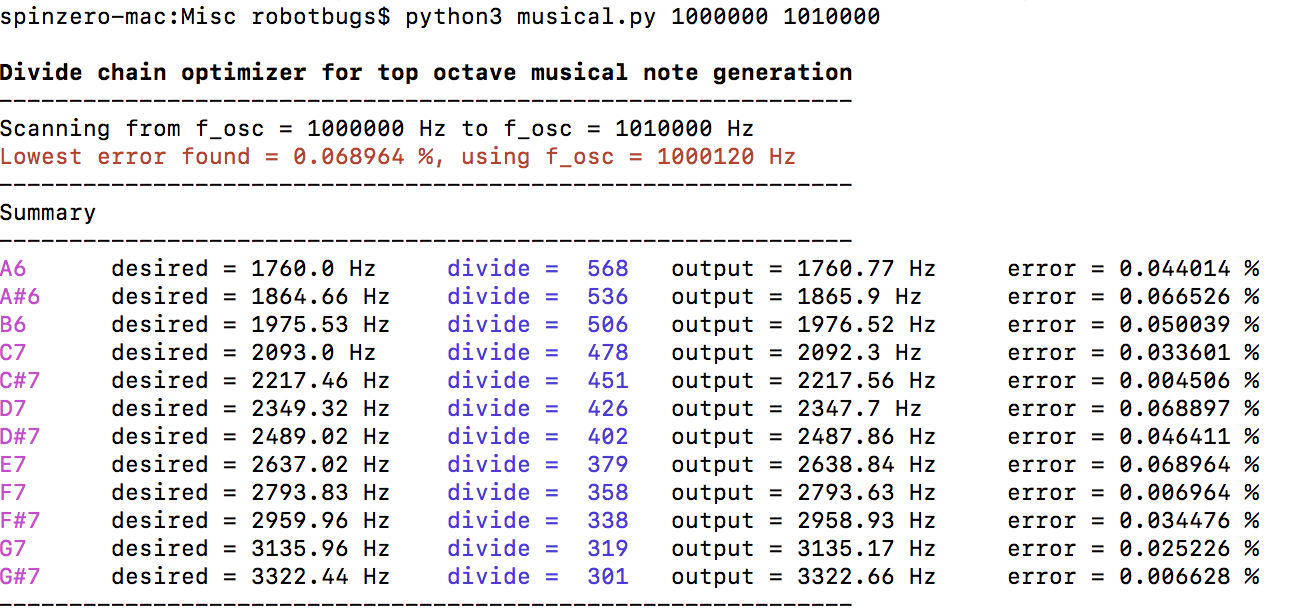 spinzero-mac:Misc robotbugs$ python3 musical.py 1000000 1010000
Divide chain optimizer for top octave musical note generation
-------------------------------------------------------------
Scanning from f_osc = 1000000 Hz to f_osc = 1010000 Hz
Lowest error found = 0.068964 %, using f_osc = 1000120 Hz
-------------------------------------------------------------
Summary
-------------------------------------------------------------
A6      desired = 1760.0 Hz     divide =  568   output = 1760.77 Hz     error = 0.044014 %
A#6     desired = 1864.66 Hz    divide =  536   output = 1865.9 Hz      error = 0.066526 %
B6      desired = 1975.53 Hz    divide =  506   output = 1976.52 Hz     error = 0.050039 %
C7      desired = 2093.0 Hz     divide =  478   output = 2092.3 Hz      error = 0.033601 %
C#7     desired = 2217.46 Hz    divide =  451   output = 2217.56 Hz     error = 0.004506 %
D7      desired = 2349.32 Hz    divide =  426   output = 2347.7 Hz      error = 0.068897 %
D#7     desired = 2489.02 Hz    divide =  402   output = 2487.86 Hz     error = 0.046411 %
E7      desired = 2637.02 Hz    divide =  379   output = 2638.84 Hz     error = 0.068964 %
F7      desired = 2793.83 Hz    divide =  358   output = 2793.63 Hz     error = 0.006964 %
F#7     desired = 2959.96 Hz    divide =  338   output = 2958.93 Hz     error = 0.034476 %
G7      desired = 3135.96 Hz    divide =  319   output = 3135.17 Hz     error = 0.025226 %
G#7     desired = 3322.44 Hz    divide =  301   output = 3322.66 Hz     error = 0.006628 %
-------------------------------------------------------------